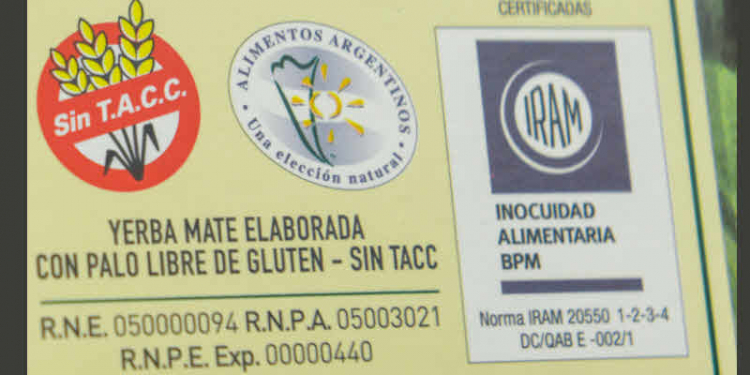 Sin T.A.C.C.
ALIMENTOS ARGENTINOS
Una elección natural
YERBA MATE ELABORADA
CON PALO LIBRE DE GLUTEN – SIN TACC
R.N.E. 050000094 R.N.P.A. 05003021
R.N.P.E. Exp. 00000440
CERTIFICADAS
IRAM
INOCUIDAD
ALIMENTARIA
BPM
Norma IRAM 20550 1-2-3-4
DC/QAB E -002/1